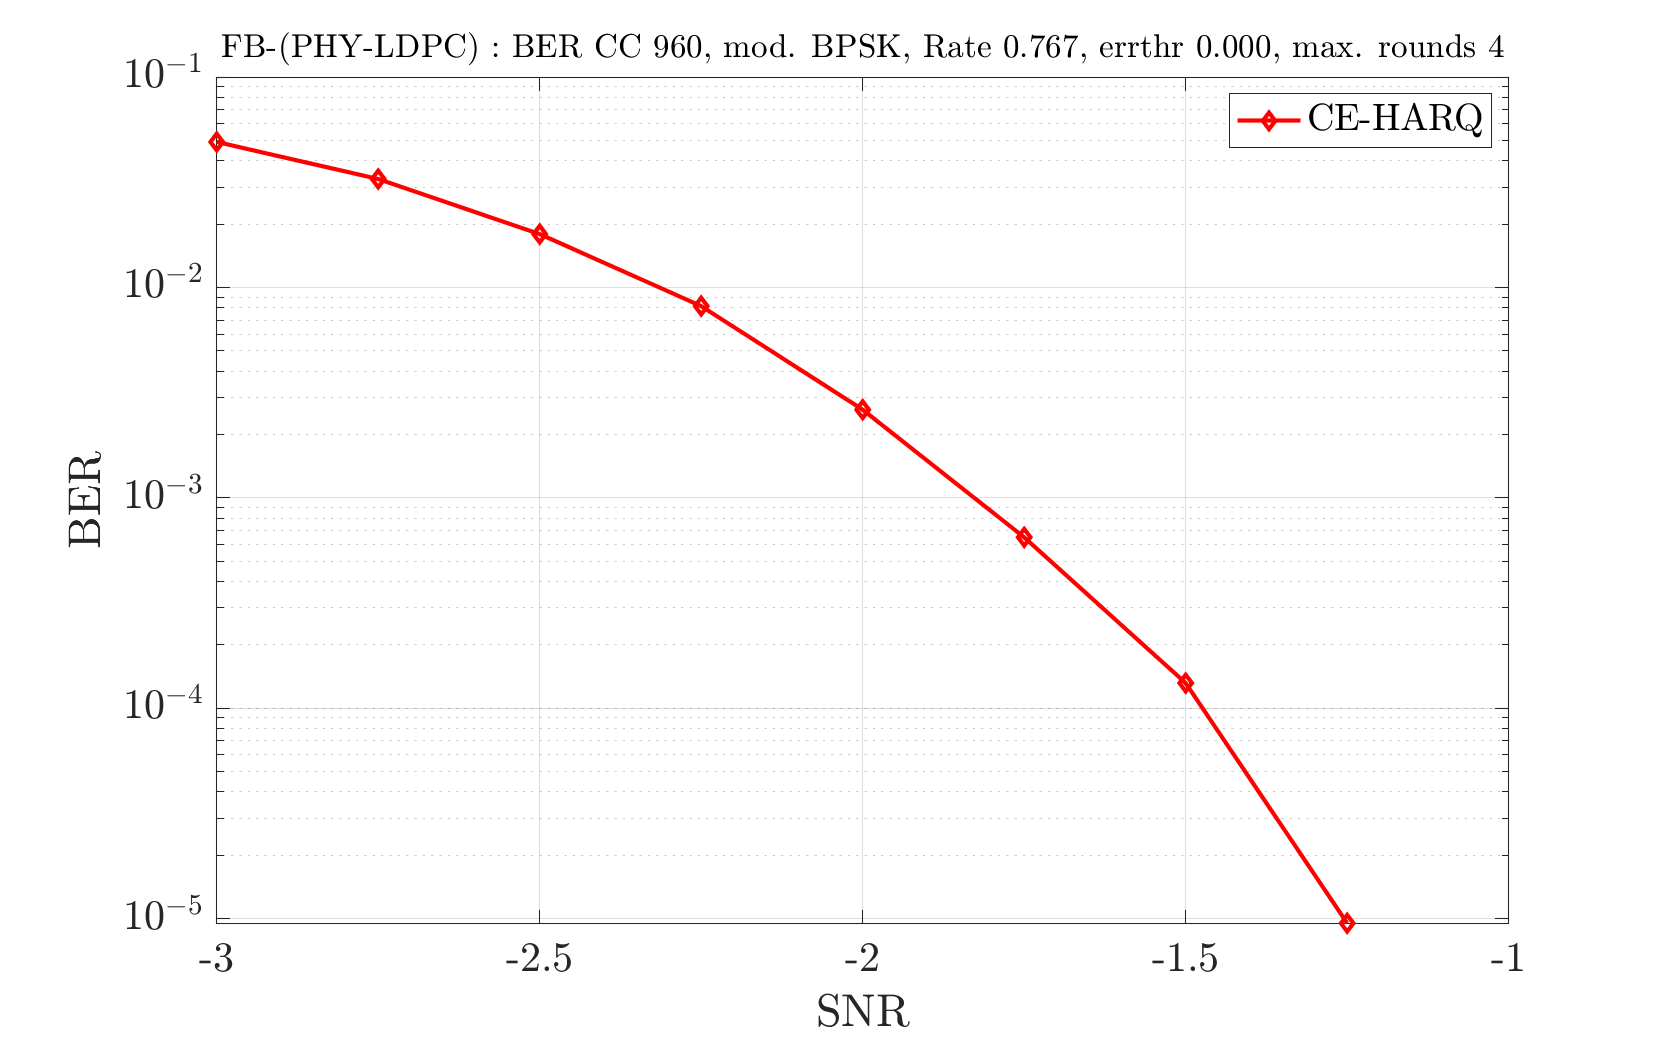 FB-(PHY-LDPC) : BER CC 960, mod. BPSK, Rate 0.767, errthr 0.000, max. rounds 4
CE-HARQ
10⁻¹
10⁻²
10⁻³
10⁻⁴
10⁻⁵
BER
-3 -2.5 -2 -1.5 -1
SNR